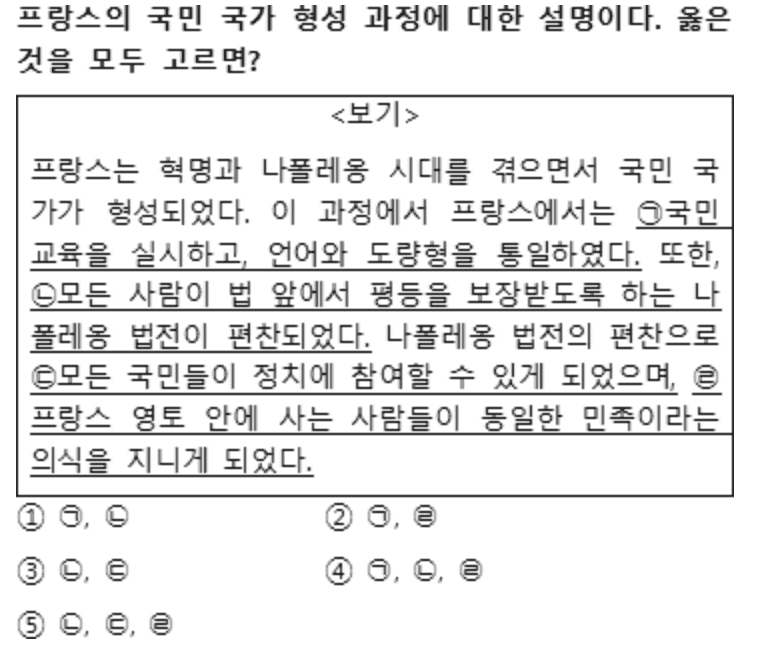 프랑스의 국민 국가 형성 과정에 대한 설명이다. 옳은
것을 모두 고르면?
<보기>
프랑스는 혁명과 나폴레옹 시대를 겪으면서 국민 국
가가 형성되었다. 이 과정에서 프랑스에서는 ㉠국민
교육을 실시하고, 언어와 도량형을 통일하였다. 또한,
㉡모든 사람이 법 앞에서 평등을 보장받도록 하는 나
폴레옹 법전이 편찬되었다. 나폴레옹 법전의 편찬으로
㉢모든 국민들이 정치에 참여할 수 있게 되었으며, ㉣
프랑스 영토 안에 사는 사람들이 동일한 민족이라는
의식을 지니게 되었다.
① ㉠, ㉡ ② ㉠, ㉣
③ ㉡, ㉢ ④ ㉠, ㉡, ㉣
⑤ ㉡, ㉢, ㉣